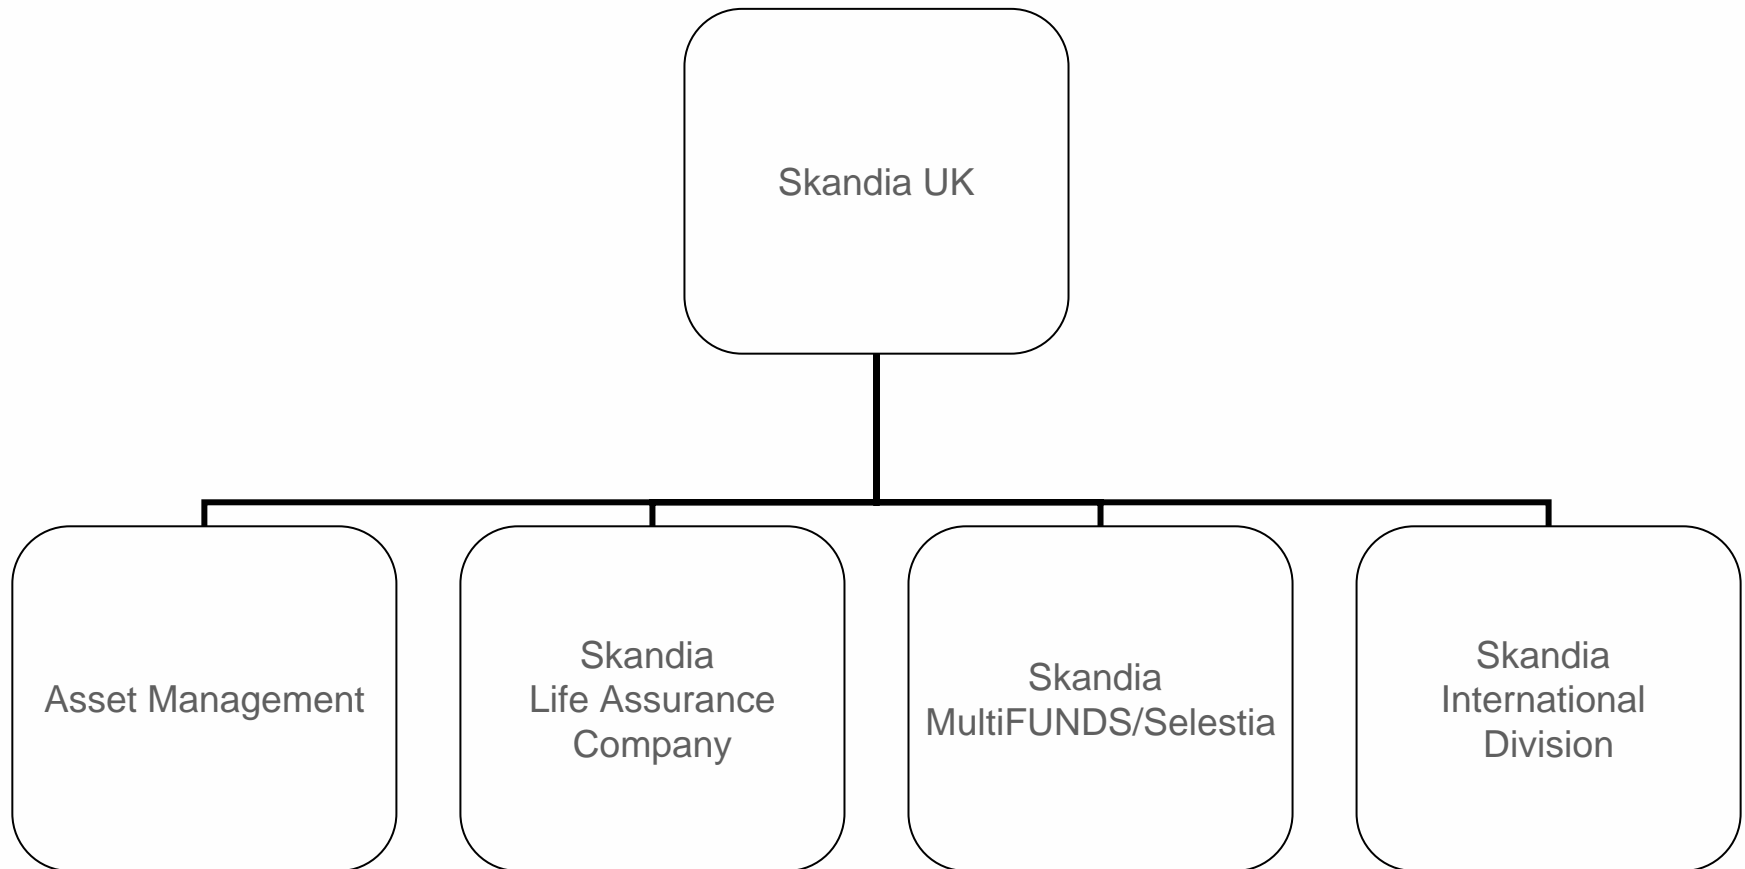 Skandia UK
Asset Management
Skandia
Life Assurance
Company
Skandia
MultiFUNDS/Selestia
Skandia
International
Division